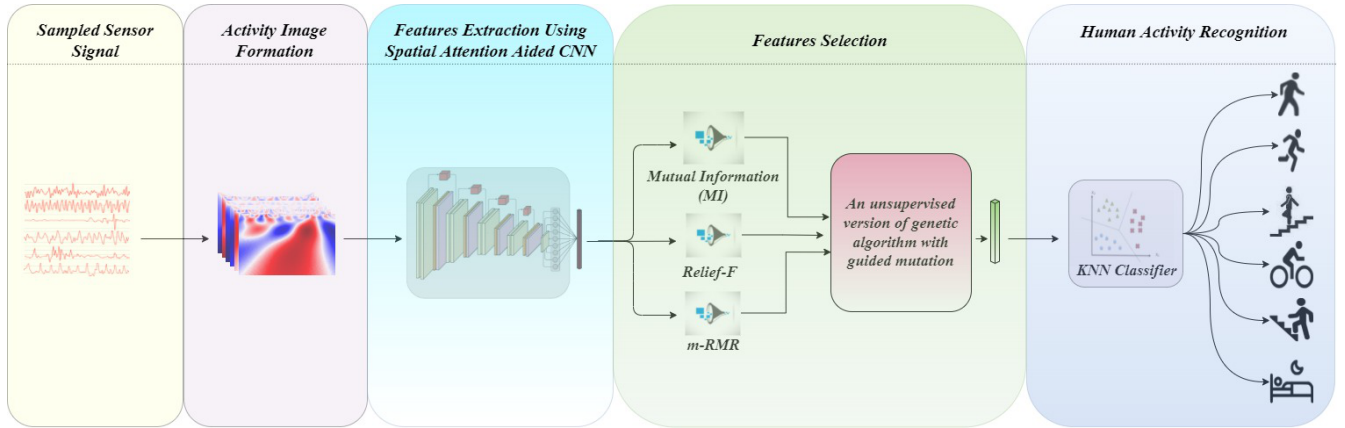 Sampled Sensor
Signal
Activity Image
Formation
Features Extraction Using
Spatial Attention Aided CNN
Features Selection
Human Activity Recognition
Mutual Information
(MI)
Relief-F
m-RMR
An unsupervised
version of genetic
algorithm with
guided mutation
KNN Classifier